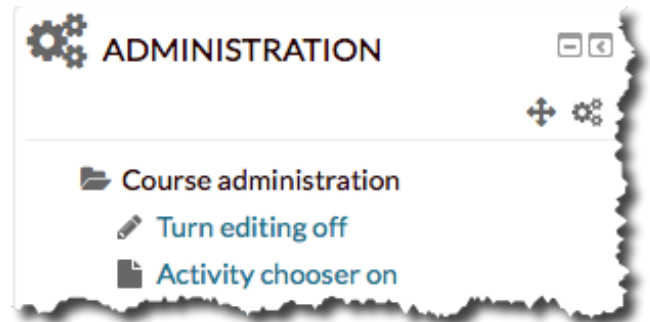 ADMINISTRATION
Course administration
Turn editing off
Activity chooser on